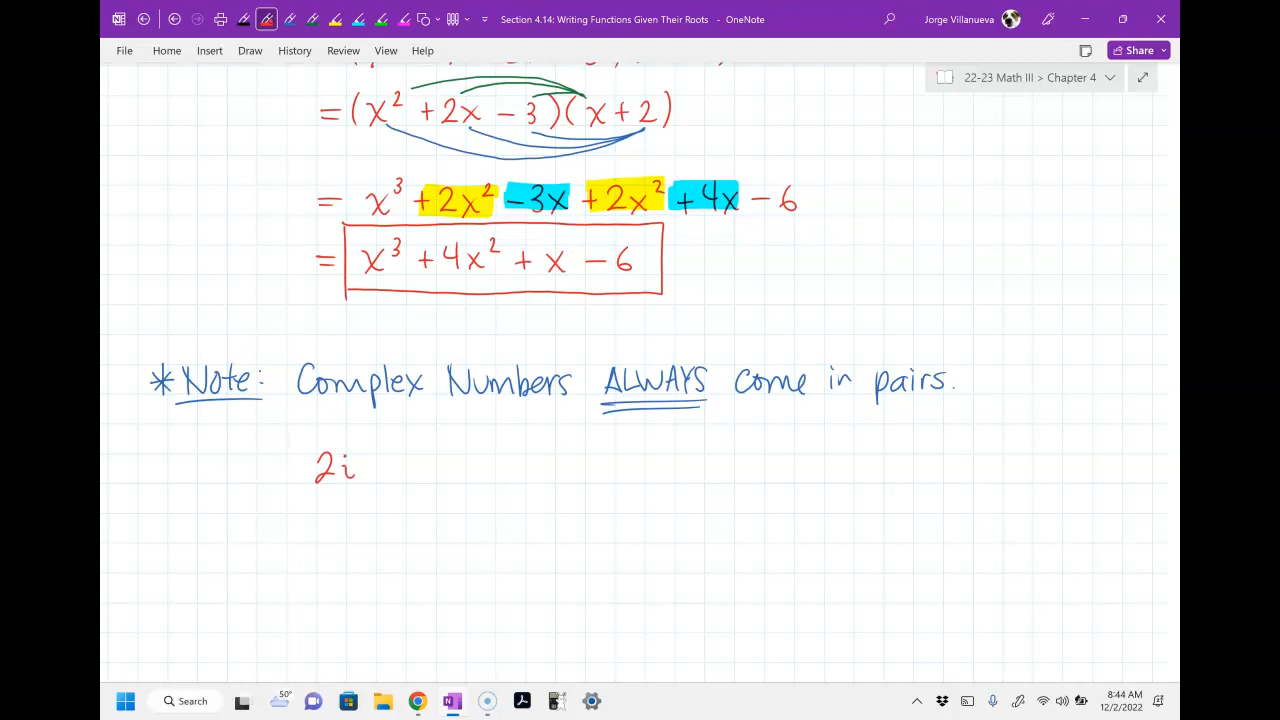 Section 4.14: Writing Functions Given Their Roots - OneNote
Jorge Villanueva
File Home Insert Draw History Review View Help
Share
22-23 Math III > Chapter 4
= (x² + 2x - 3)(x + 2)
= x³ + 2x² - 3x + 2x² + 4x - 6
= x³ + 4x² + x - 6
*Note: Complex Numbers ALWAYS come in pairs.
2i
50°
Search
8:44 AM
12/2/2022